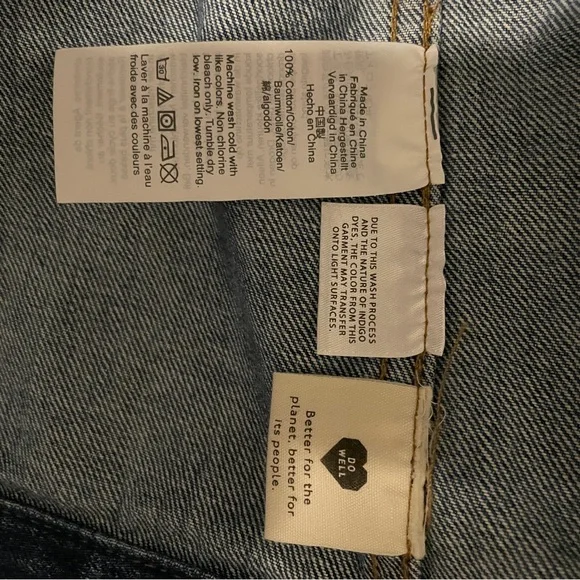 Made in China
Fabriqué en Chine
in China Hergestellt
Vervaardigd in China
中国製
Hecho en China
100% Cotton/Coton/
Baumwolle/Katoen/
綿/algodón
Machine wash cold with
like colors. Non chlorine
bleach only. Tumble dry
low. Iron on lowest setting.
30
Laver à la machine à l'eau
froide avec des couleurs
DUE TO THIS WASH PROCESS
AND THE NATURE OF INDIGO
DYES, THE COLOR FROM THIS
GARMENT MAY TRANSFER
ONTO LIGHT SURFACES.
DO
WELL
Better for the
planet, better for
its people.